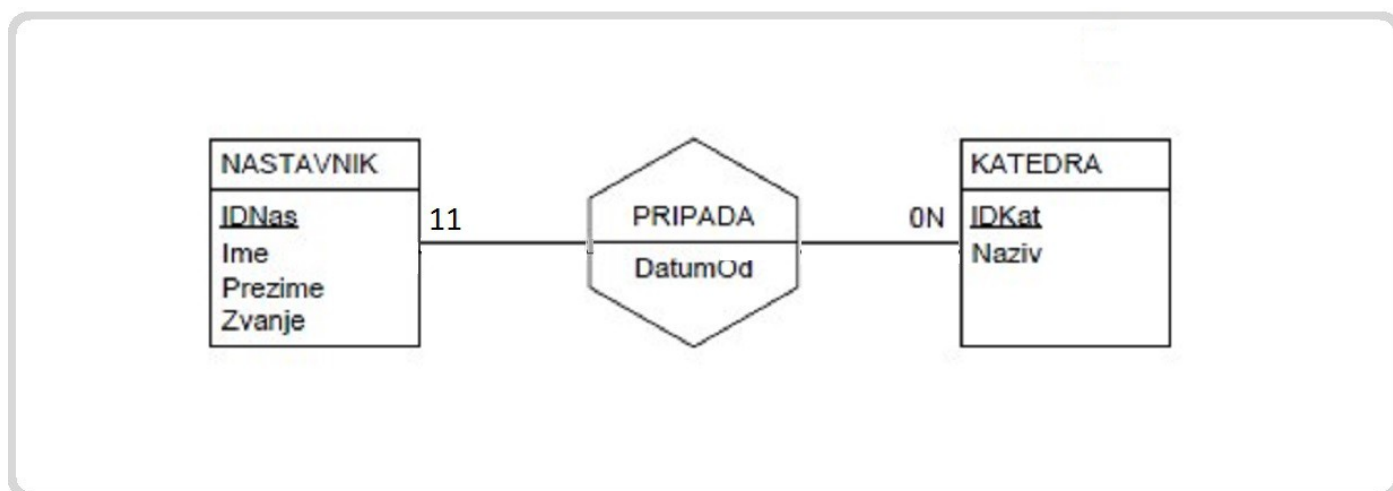 NASTAVNIK
IDNas
Ime
Prezime
Zvanje
11
PRIPADA
DatumOd
0N
KATEDRA
IDKat
Naziv